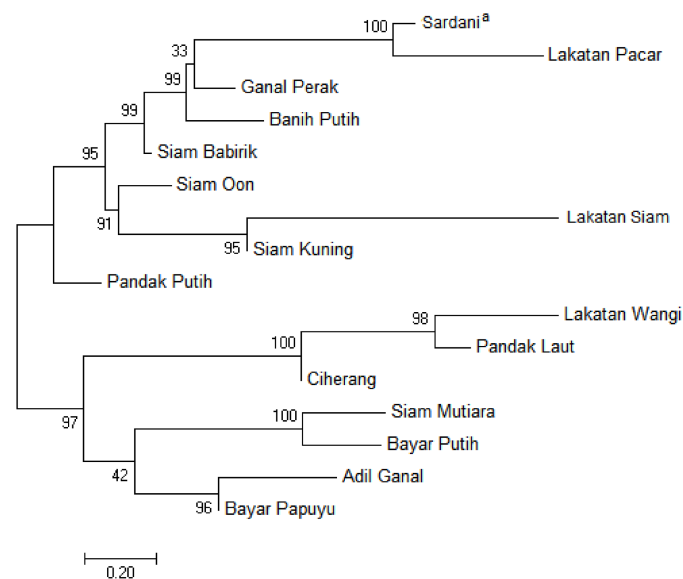 Sardani a
100
Lakatan Pacar
33
Ganal Perak
99
Banih Putih
99
Siam Babirik
95
Siam Oon
91
Lakatan Siam
95
Siam Kuning
Pandak Putih
Lakatan Wangi
98
Pandak Laut
100
Ciherang
Siam Mutiara
100
Bayar Putih
97
Adil Ganal
42
96
Bayar Papuyu
0.20